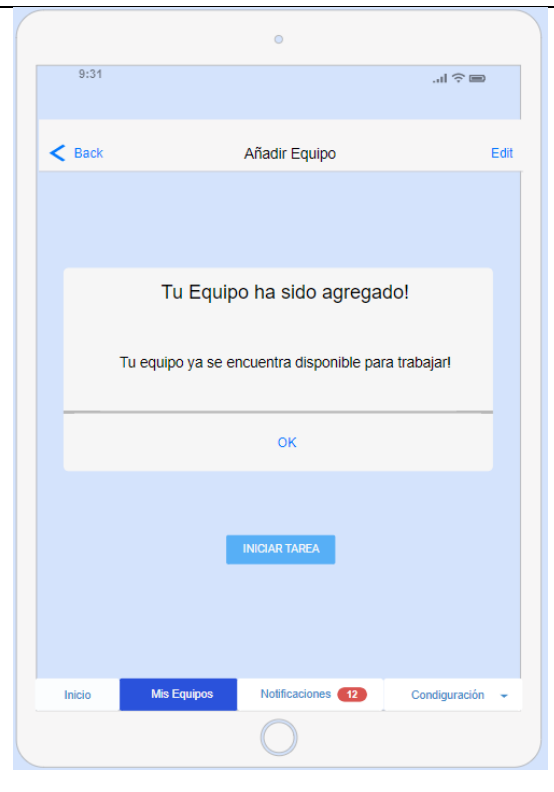 9:31
Back Añadir Equipo Edit
Tu Equipo ha sido agregado!
Tu equipo ya se encuentra disponible para trabajar!
OK
INICIAR TAREA
Inicio Mis Equipos Notificaciones 12 Condiguración